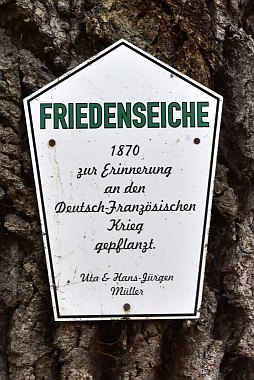 FRIEDENSEICHE
1870
zur Erinnerung
an den
Deutsch-Französischen
Krieg
gepflanzt.
Uta & Hans-Jürgen
Müller